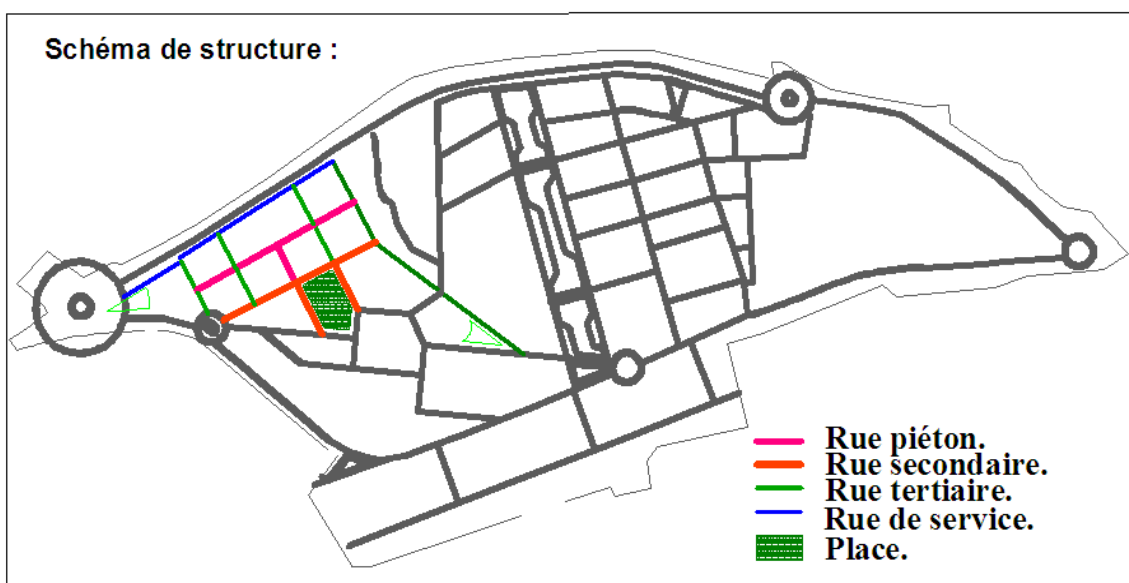 Schéma de structure :
Rue piéton.
Rue secondaire.
Rue tertiaire.
Rue de service.
Place.